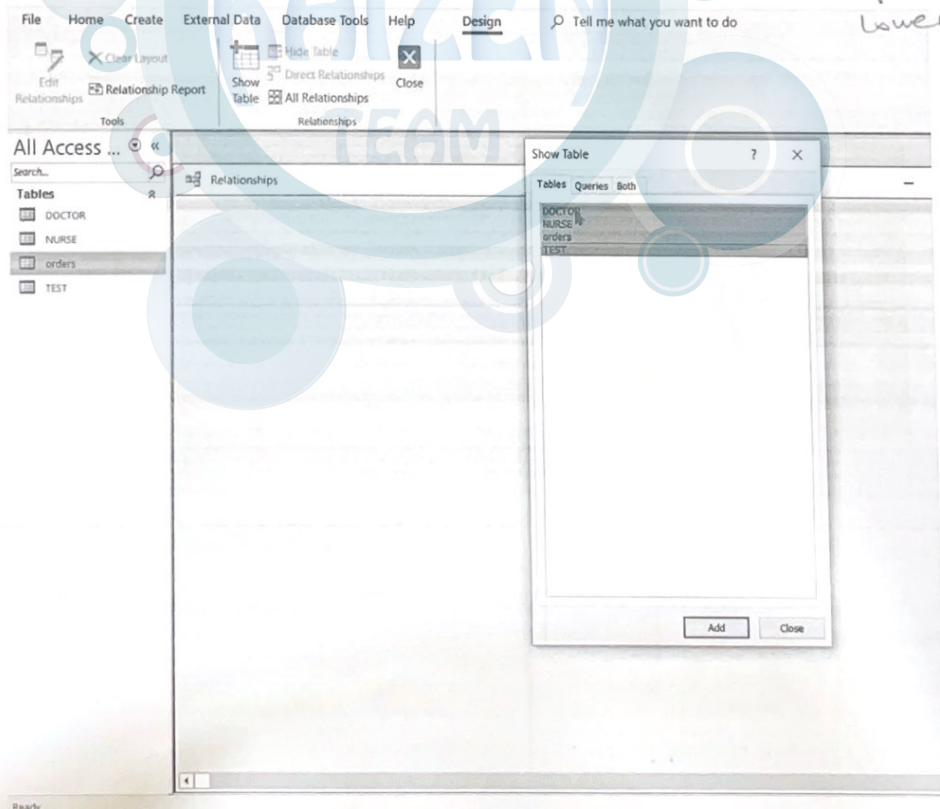 File Home Create External Data Database Tools Help Design Tell me what you want to do
Lower
Edit Relationships
Clear Layout
Relationship Report
Tools
Show Table
Hide Table
Direct Relationships
All Relationships
Close
Relationships
TEAM
All Access ...
Search...
Tables
DOCTOR
NURSE
orders
TEST
Relationships
Show Table ? X
Tables Queries Both
DOCTOR
NURSE
orders
TEST
Add Close
Ready